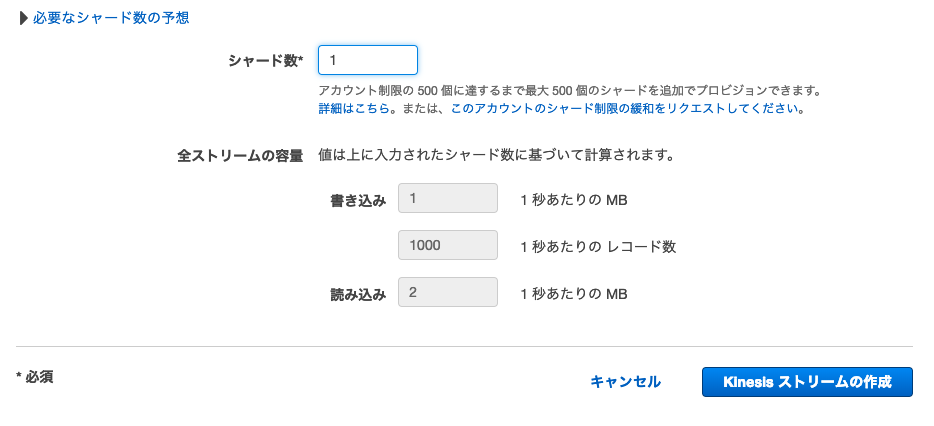 必要なシャード数の予想
シャード数* 1
アカウント制限の 500 個に達するまで最大 500 個のシャードを追加でプロビジョンできます。
詳細はこちら。または、このアカウントのシャード制限の緩和をリクエストしてください。
全ストリームの容量 値は上に入力されたシャード数に基づいて計算されます。
書き込み 1 1 秒あたりの MB
1000 1 秒あたりの レコード数
読み込み 2 1 秒あたりの MB
* 必須 キャンセル Kinesis ストリームの作成